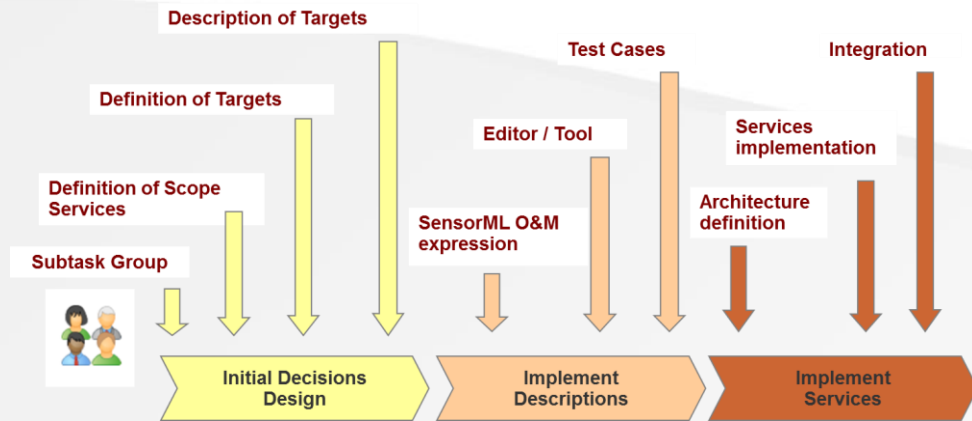 Description of Targets
Definition of Targets
Definition of Scope
Services
Subtask Group
Test Cases
Editor / Tool
SensorML O&M
expression
Integration
Services
implementation
Architecture
definition
Initial Decisions
Design
Implement
Descriptions
Implement
Services